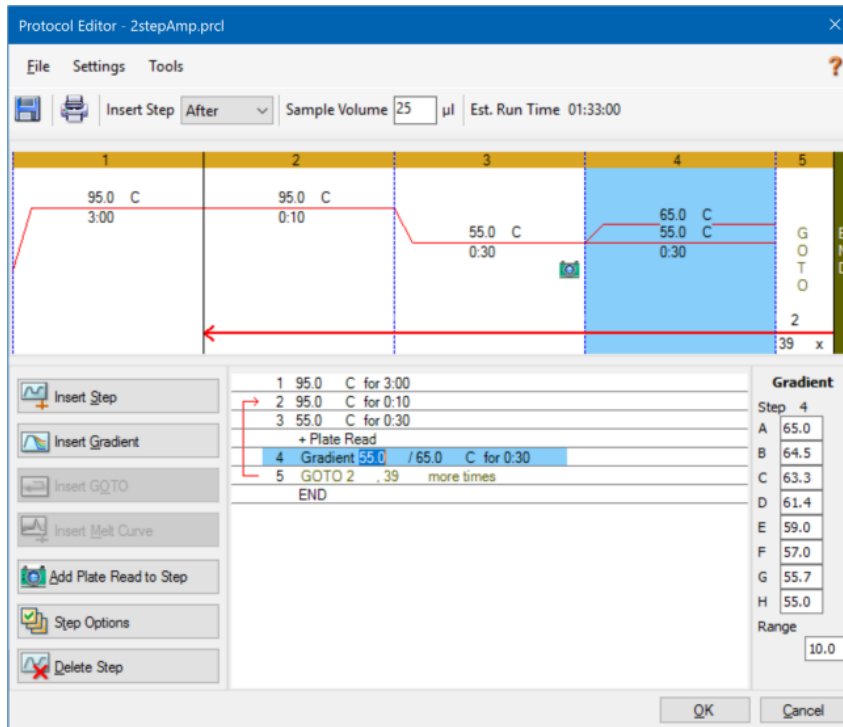 Protocol Editor - 2stepAmp.prcl
File Settings Tools ?
Insert Step After Sample Volume 25 µl Est. Run Time 01:33:00
1 2 3 4 5
95.0 C 95.0 C 65.0 C
3:00 0:10 55.0 C 55.0 C
0:30 0:30
GOTO
2
39 x
Insert Step
Insert Gradient
Insert GOTO
Insert Melt Curve
Add Plate Read to Step
Step Options
Delete Step
1 95.0 C for 3:00
2 95.0 C for 0:10
3 55.0 C for 0:30
+ Plate Read
4 Gradient 55.0 / 65.0 C for 0:30
5 GOTO 2 , 39 more times
END
Gradient
Step 4
A 65.0
B 64.5
C 63.3
D 61.4
E 59.0
F 57.0
G 55.7
H 55.0
Range
10.0
OK Cancel